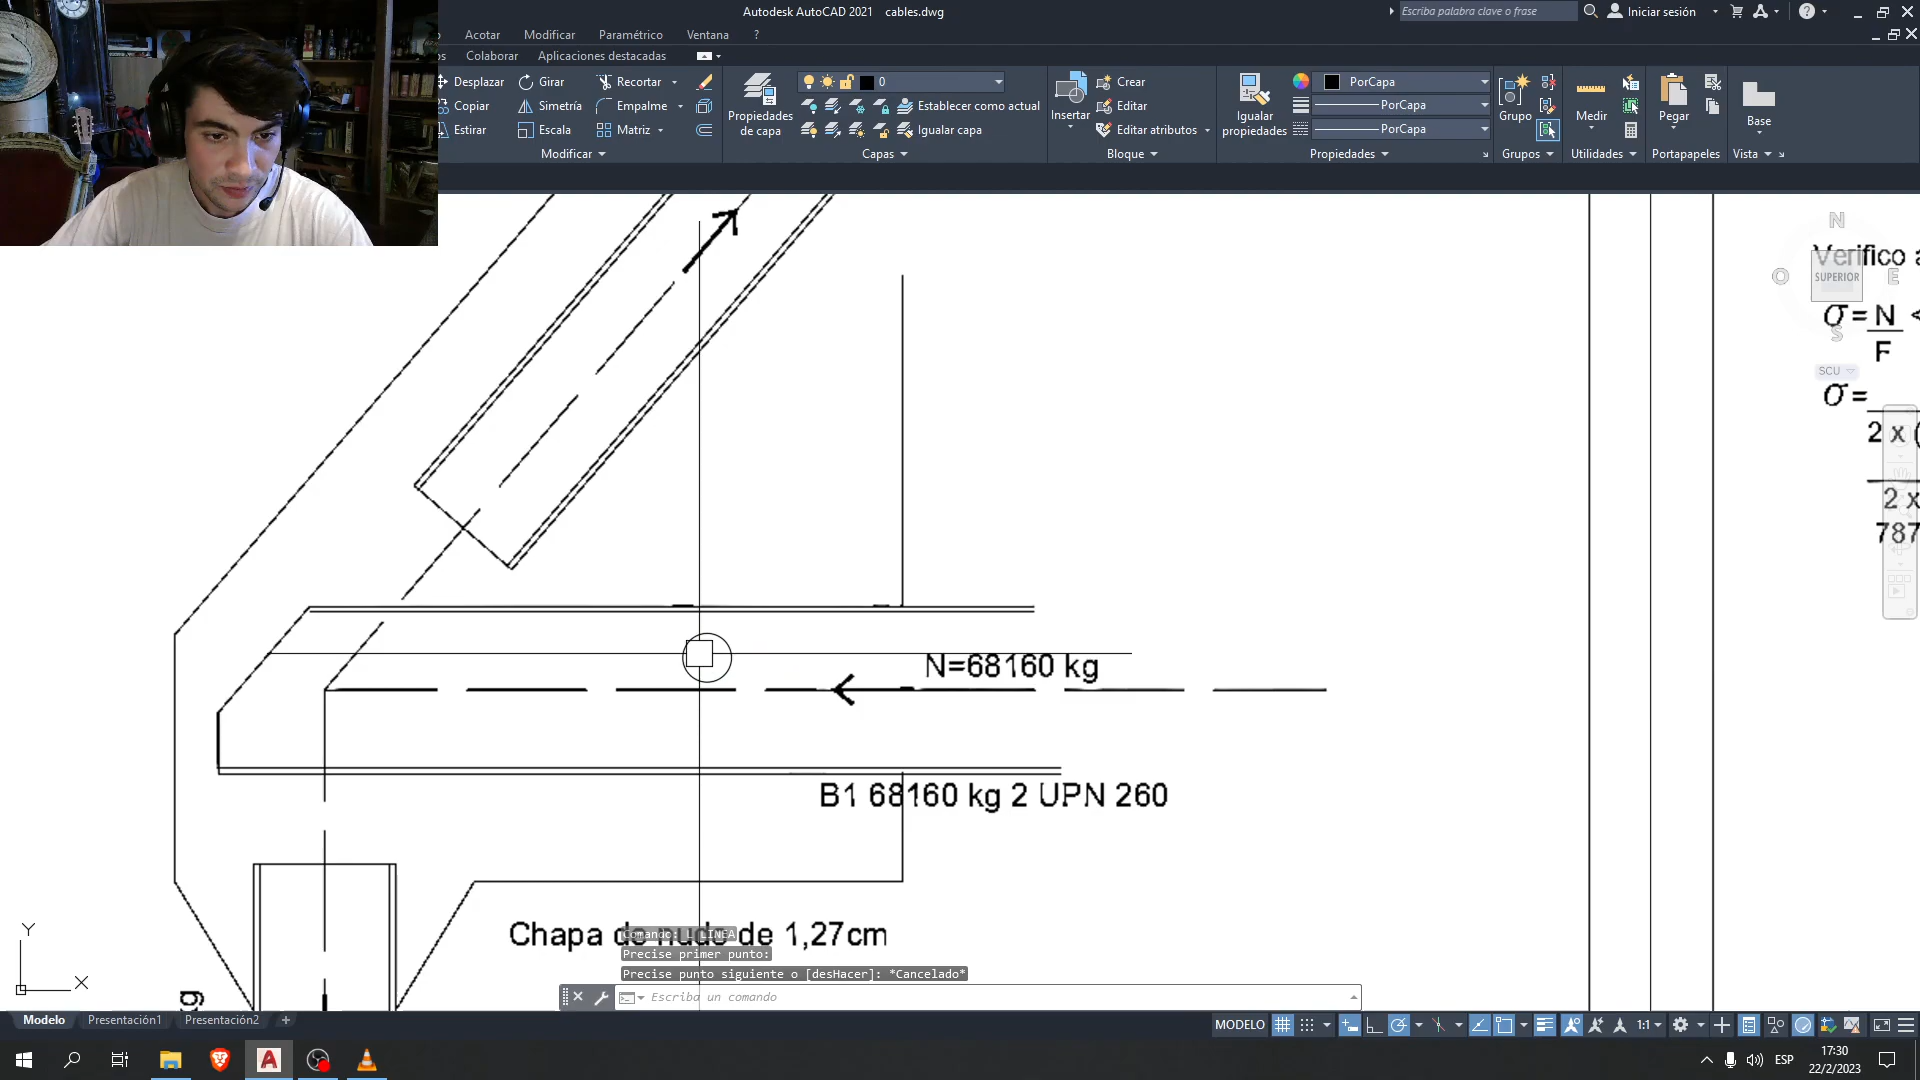 Autodesk AutoCAD 2021 cables.dwg
Escriba palabra clave o frase
Iniciar sesión
?
Acotar Modificar Paramétrico Ventana ?
Colaborar Aplicaciones destacadas
Desplazar Girar Recortar
Copiar Simetría Empalme
Estirar Escala Matriz
Modificar
Propiedades de capa
0
Establecer como actual
Igualar capa
Capas
Insertar
Crear
Editar
Editar atributos
Bloque
Igualar propiedades
PorCapa
PorCapa
PorCapa
Propiedades
Grupo
Grupos
Medir
Utilidades
Pegar
Portapapeles
Base
Vista
N
O SUPERIOR E
S
SCU
Verifico
σ = N <
F
σ =
2 x (
2 x
787
N=68160 kg
B1 68160 kg 2 UPN 260
Chapa de nudo de 1,27cm
kg
Comando: L LINEA
Precise primer punto:
Precise punto siguiente o [desHacer]: *Cancelado*
Escriba un comando
Y
X
Modelo Presentación1 Presentación2 +
MODELO 1:1
ESP
17:30
22/2/2023